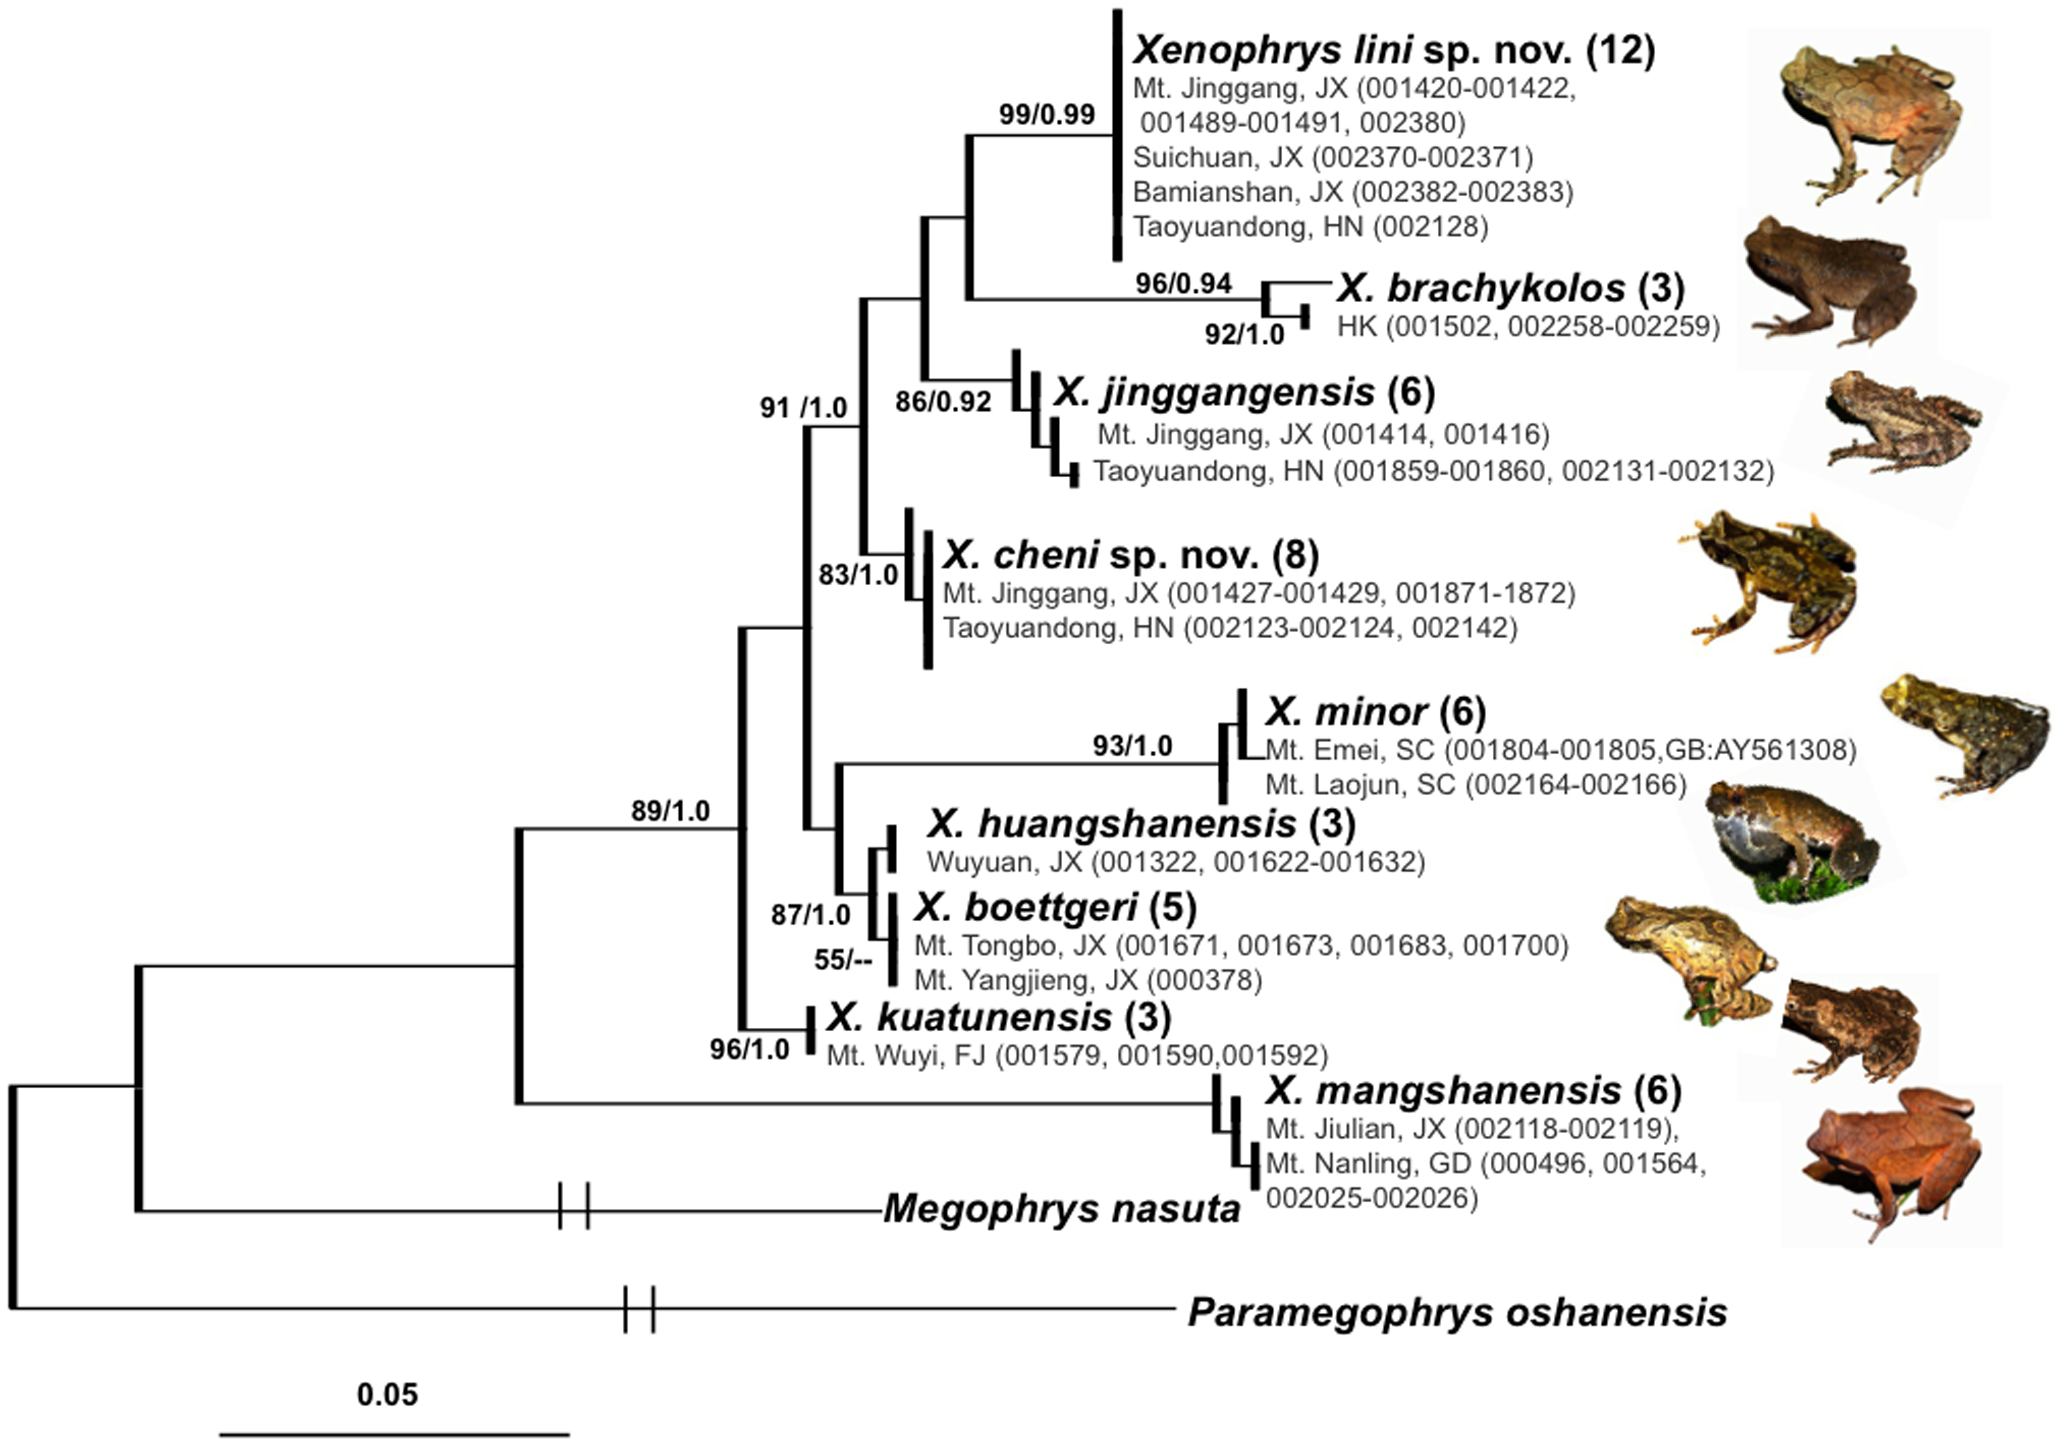 Xenophrys lini sp. nov. (12)
Mt. Jinggang, JX (001420-001422,
001489-001491, 002380)
Suichuan, JX (002370-002371)
Bamianshan, JX (002382-002383)
Taoyuandong, HN (002128)
99/0.99
96/0.94
X. brachykolos (3)
HK (001502, 002258-002259)
92/1.0
X. jinggangensis (6)
86/0.92
91 /1.0
Mt. Jinggang, JX (001414, 001416)
Taoyuandong, HN (001859-001860, 002131-002132)
X. cheni sp. nov. (8)
83/1.0
Mt. Jinggang, JX (001427-001429, 001871-1872)
Taoyuandong, HN (002123-002124, 002142)
X. minor (6)
93/1.0
Mt. Emei, SC (001804-001805,GB:AY561308)
Mt. Laojun, SC (002164-002166)
89/1.0
X. huangshanensis (3)
Wuyuan, JX (001322, 001622-001632)
87/1.0
X. boettgeri (5)
Mt. Tongbo, JX (001671, 001673, 001683, 001700)
55/--
Mt. Yangjieng, JX (000378)
X. kuatunensis (3)
96/1.0
Mt. Wuyi, FJ (001579, 001590,001592)
X. mangshanensis (6)
Mt. Jiulian, JX (002118-002119),
Mt. Nanling, GD (000496, 001564,
002025-002026)
Megophrys nasuta
Paramegophrys oshanensis
0.05